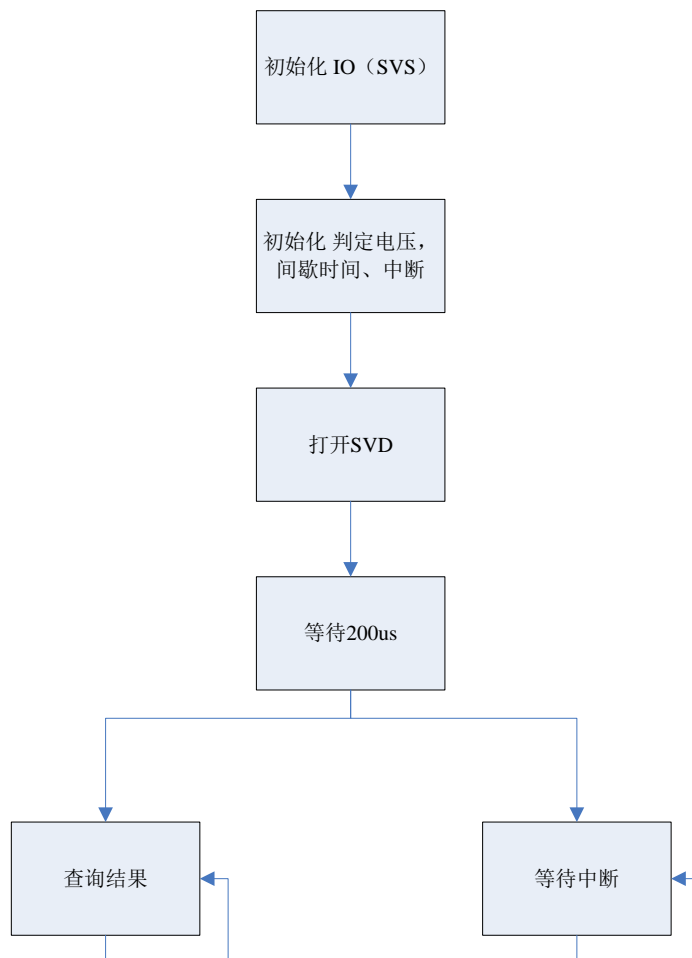 初始化 IO（SVS）
初始化 判定电压，
间歇时间、中断
打开SVD
等待200us
查询结果
等待中断